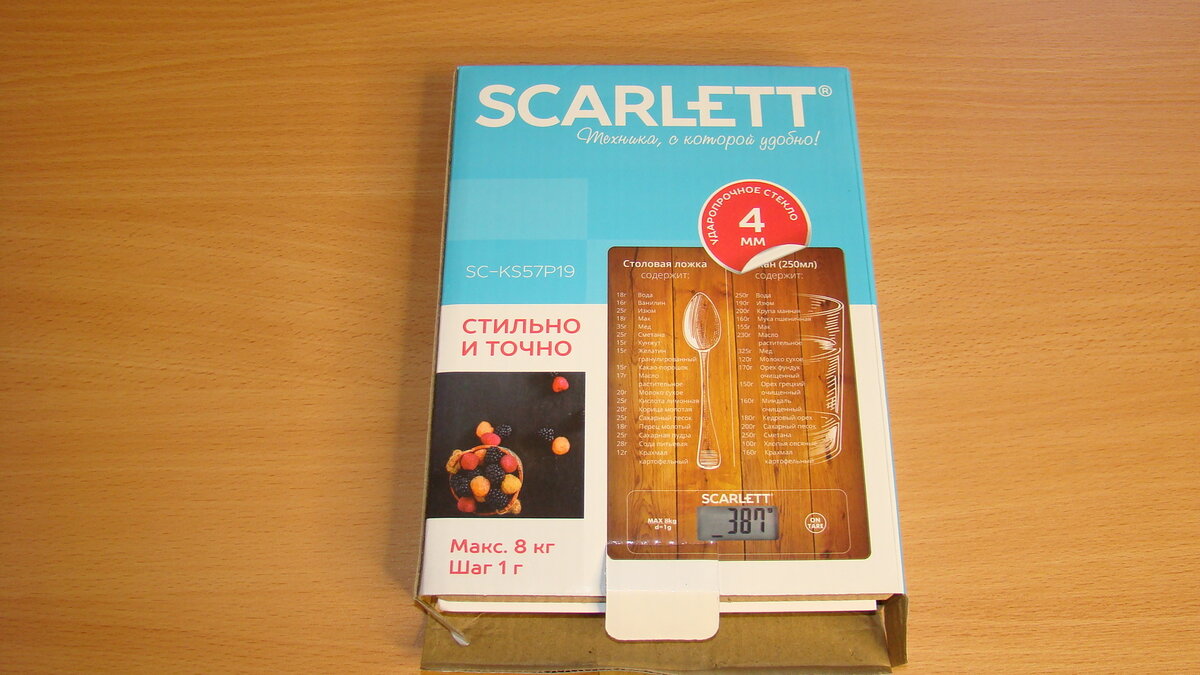 SCARLETT®
Техника, с которой удобно!
УДАРОПРОЧНОЕ СТЕКЛО
4
ММ
SC-KS57P19
СТИЛЬНО
И ТОЧНО
Столовая ложка
содержит:
18г Вода
16г Ванилин
25г Изюм
18г Мак
35г Мед
25г Сметана
15г Кунжут
15г Желатин
гранулированный
15г Какао-порошок
17г Масло
растительное
20г Молоко сухое
25г Кислота лимонная
20г Корица молотая
25г Сахарный песок
18г Перец молотый
25г Сахарная пудра
28г Сода питьевая
12г Крахмал
картофельный
(250мл)
содержит:
250г Вода
190г Изюм
200г Крупа манная
160г Мука пшеничная
155г Мак
230г Масло
растительное
325г Мед
120г Молоко сухое
170г Орех фундук
очищенный
150г Орех грецкий
очищенный
160г Миндаль
очищенный
180г Кедровый орех
200г Сахарный песок
250г Сметана
100г Хлопья овсяные
160г Крахмал
картофельный
SCARLETT®
MAX 8kg
d=1g
387
ON
TARE
Макс. 8 кг
Шаг 1 г